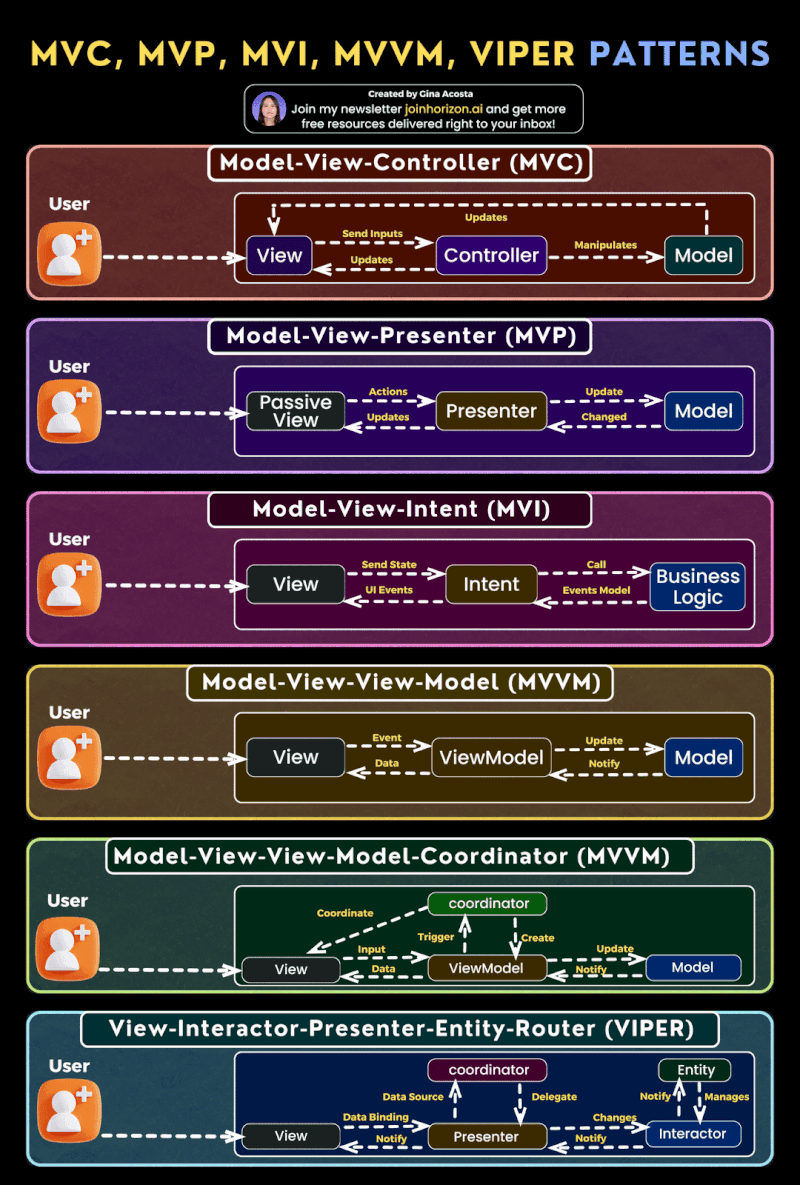 MVC, MVP, MVI, MVVM, VIPER PATTERNS
Created by Gina Acosta
Join my newsletter joinhorizon.ai and get more
free resources delivered right to your inbox!
Model-View-Controller (MVC)
User
Updates
Send Inputs
Updates
Manipulates
View
Controller
Model
Model-View-Presenter (MVP)
User
Actions
Updates
Update
Changed
Passive
View
Presenter
Model
Model-View-Intent (MVI)
User
Send State
UI Events
Call
Events Model
View
Intent
Business
Logic
Model-View-View-Model (MVVM)
User
Event
Data
Update
Notify
View
ViewModel
Model
Model-View-View-Model-Coordinator (MVVM)
User
coordinator
Coordinate
Trigger
Create
Input
Data
Update
Notify
View
ViewModel
Model
View-Interactor-Presenter-Entity-Router (VIPER)
User
coordinator
Entity
Data Source
Delegate
Notify
Manages
Data Binding
Notify
Changes
Notify
View
Presenter
Interactor